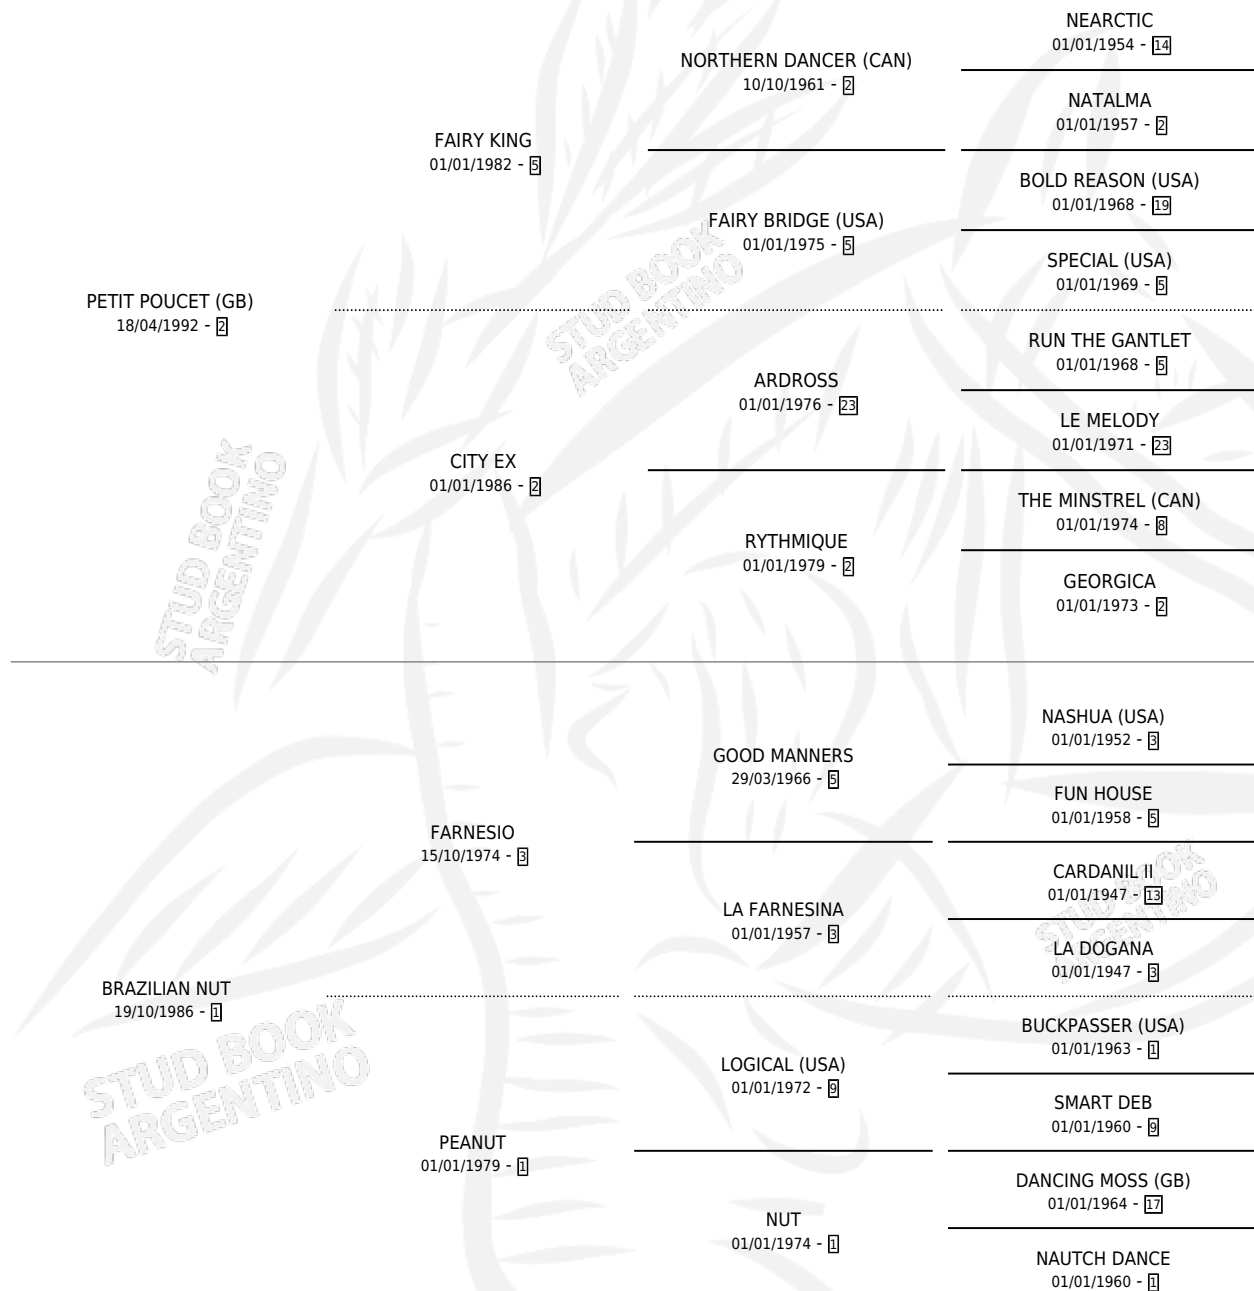 NEARCTIC
01/01/1954 - 14
NORTHERN DANCER (CAN)
10/10/1961 - 2
NATALMA
01/01/1957 - 2
FAIRY KING
01/01/1982 - 5
BOLD REASON (USA)
01/01/1968 - 19
FAIRY BRIDGE (USA)
01/01/1975 - 5
SPECIAL (USA)
01/01/1969 - 5
PETIT POUCET (GB)
18/04/1992 - 2
STUD BOOK
ARGENTINO
RUN THE GANTLET
01/01/1968 - 5
ARDROSS
01/01/1976 - 23
LE MELODY
01/01/1971 - 23
CITY EX
01/01/1986 - 2
THE MINSTREL (CAN)
01/01/1974 - 8
RYTHMIQUE
01/01/1979 - 2
GEORGICA
01/01/1973 - 2
STUD BOOK
ARGENTINO
NASHUA (USA)
01/01/1952 - 3
GOOD MANNERS
29/03/1966 - 5
FUN HOUSE
01/01/1958 - 5
FARNESIO
15/10/1974 - 3
CARDANIL II
01/01/1947 - 13
LA FARNESINA
01/01/1957 - 3
LA DOGANA
01/01/1947 - 3
STUD BOOK
ARGENTINO
BRAZILIAN NUT
19/10/1986 - 1
BUCKPASSER (USA)
01/01/1963 - 1
LOGICAL (USA)
01/01/1972 - 9
SMART DEB
01/01/1960 - 9
STUD BOOK
ARGENTINO
PEANUT
01/01/1979 - 1
DANCING MOSS (GB)
01/01/1964 - 17
NUT
01/01/1974 - 1
NAUTCH DANCE
01/01/1960 - 1